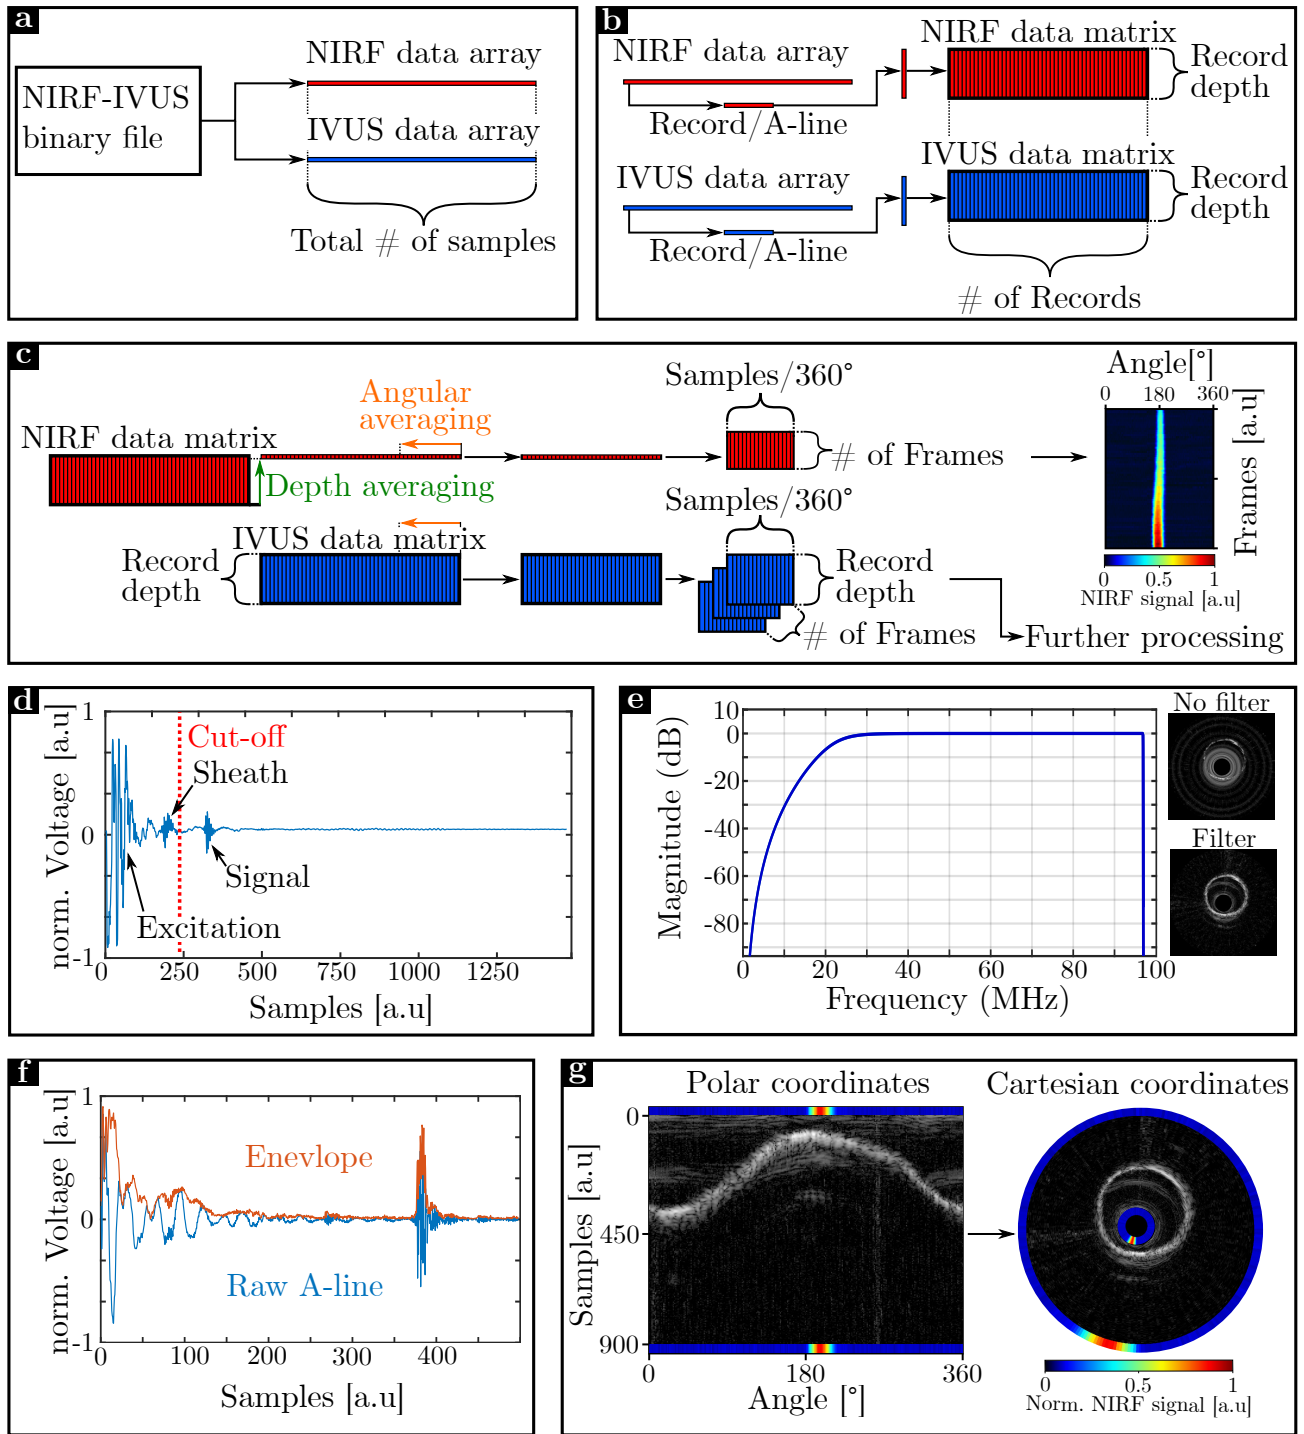 a
NIRF-IVUS
binary file
NIRF data array
IVUS data array
Total # of samples
b
NIRF data array
Record/A-line
NIRF data matrix
Record
depth
IVUS data array
Record/A-line
IVUS data matrix
Record
depth
# of Records
c
NIRF data matrix
Angular
averaging
Depth averaging
Samples/360°
# of Frames
Angle[°]
0 180 360
Frames [a.u]
0 0.5 1
NIRF signal [a.u]
IVUS data matrix
Record
depth
Samples/360°
Record
depth
# of Frames
Further processing
d
norm. Voltage [a.u]
1
0
-1
Cut-off
Sheath
Signal
Excitation
0 250 500 750 1000 1250
Samples [a.u]
e
Magnitude (dB)
10
0
-20
-40
-60
-80
0 20 40 60 80 100
Frequency (MHz)
No filter
Filter
f
norm. Voltage [a.u]
1
0
-1
Enevlope
Raw A-line
0 100 200 300 400
Samples [a.u]
g
Polar coordinates
Samples [a.u]
0
450
900
0 180 360
Angle [°]
Cartesian coordinates
0 0.5 1
Norm. NIRF signal [a.u]